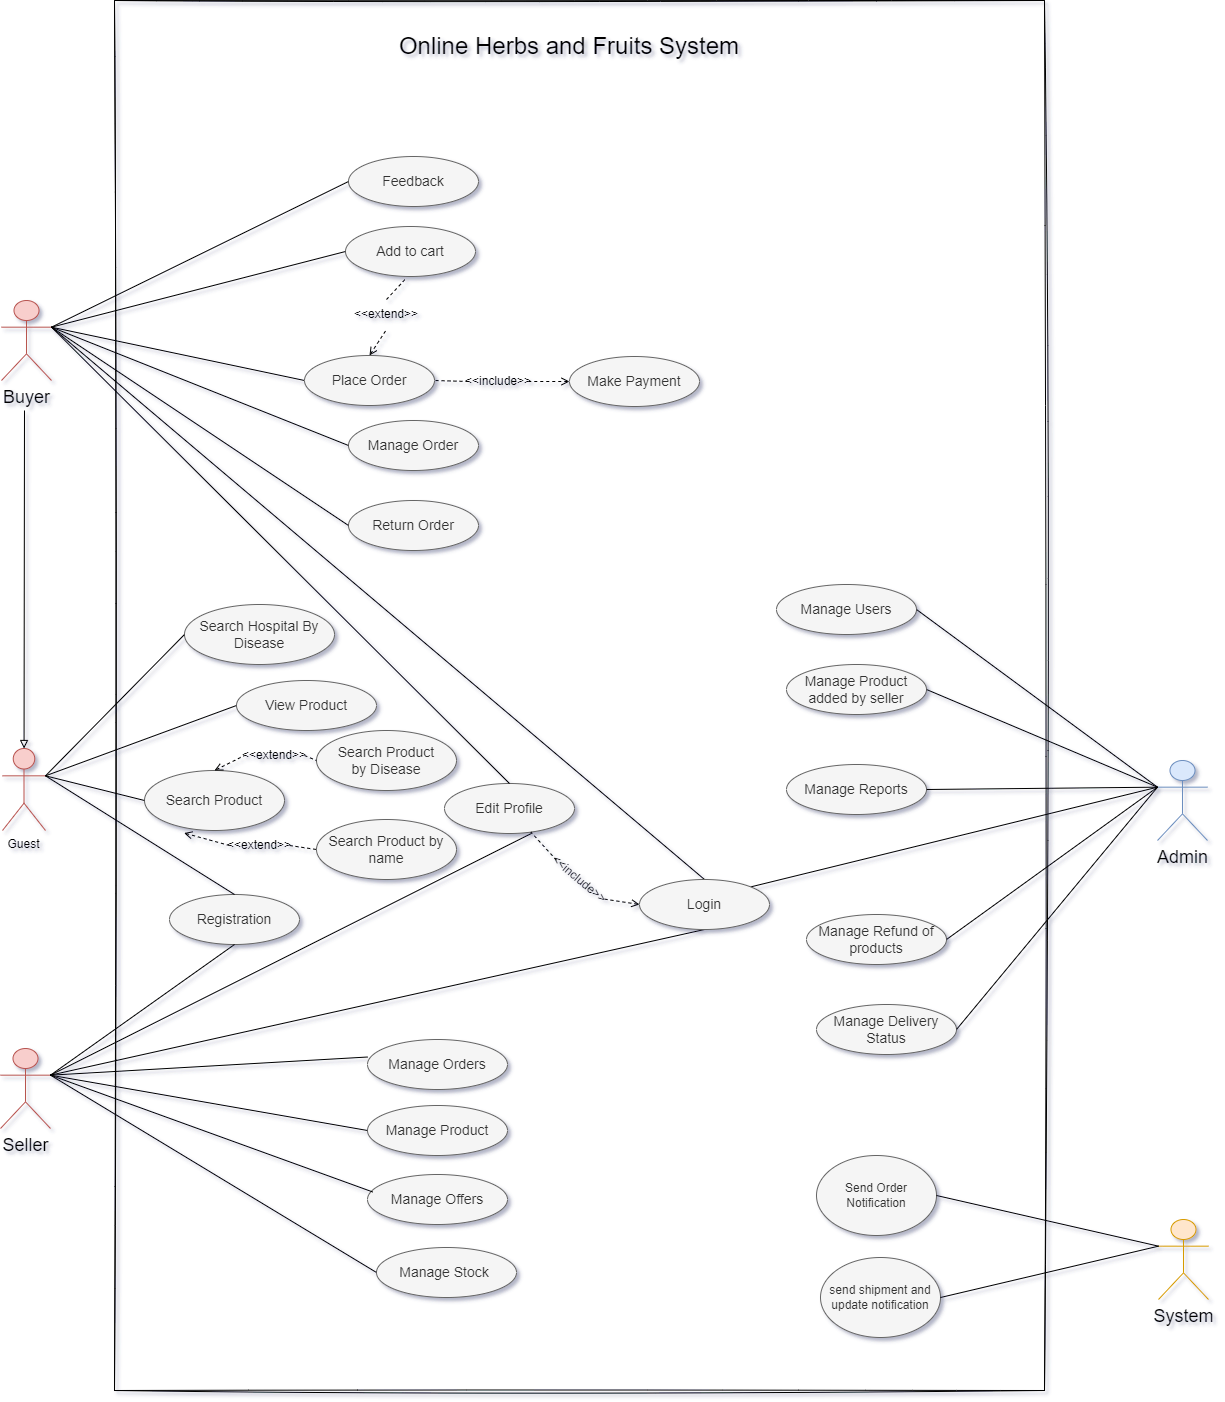 Online Herbs and Fruits System
Feedback
Add to cart
<<extend>>
Buyer
Place Order
<<include>>
Make Payment
Manage Order
Return Order
Search Hospital By
Disease
View Product
<<extend>>
Search Product
by Disease
Search Product
<<extend>>
Search Product by
name
Guest
Edit Profile
<<include>>
Login
Registration
Manage Users
Manage Product
added by seller
Manage Reports
Admin
Manage Refund of
products
Manage Delivery
Status
Seller
Manage Orders
Manage Product
Manage Offers
Manage Stock
Send Order
Notification
send shipment and
update notification
System